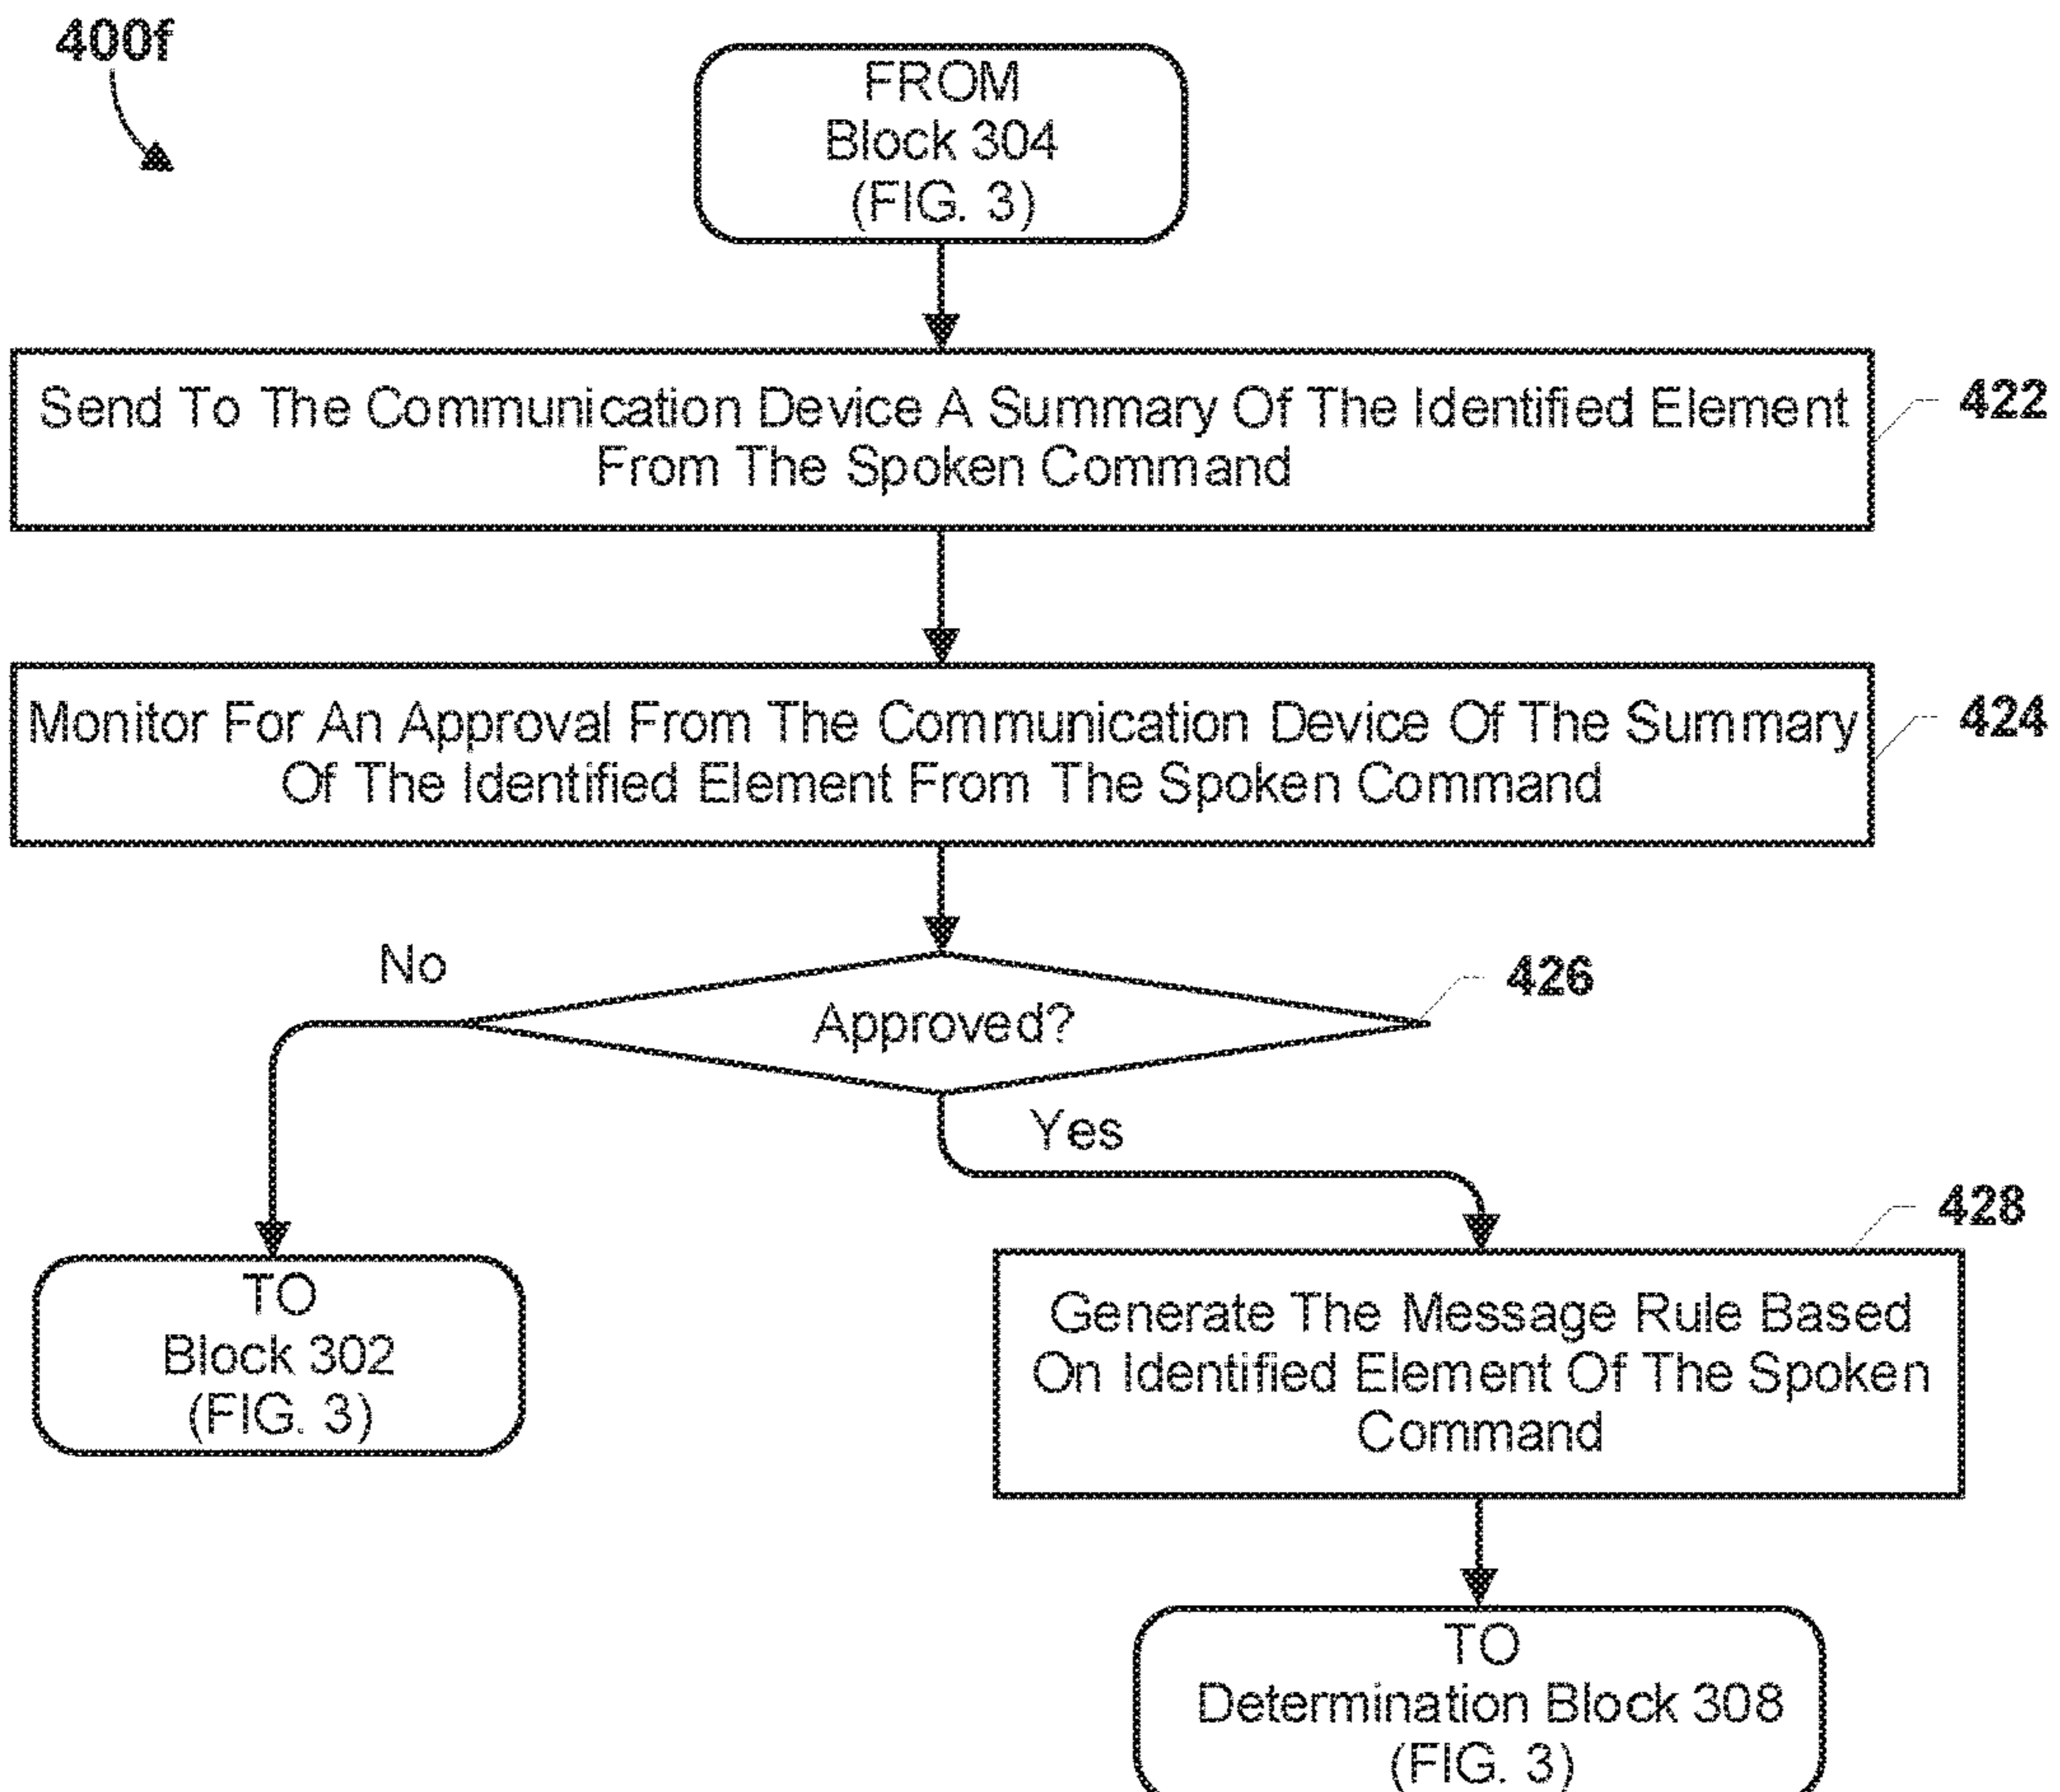 400f
FROM
Block 304
(FIG. 3)
Send To The Communication Device A Summary Of The Identified Element
From The Spoken Command
422
Monitor For An Approval From The Communication Device Of The Summary
Of The Identified Element From The Spoken Command
424
No
Approved?
426
Yes
428
TO
Block 302
(FIG. 3)
Generate The Message Rule Based
On Identified Element Of The Spoken
Command
TO
Determination Block 308
(FIG. 3)